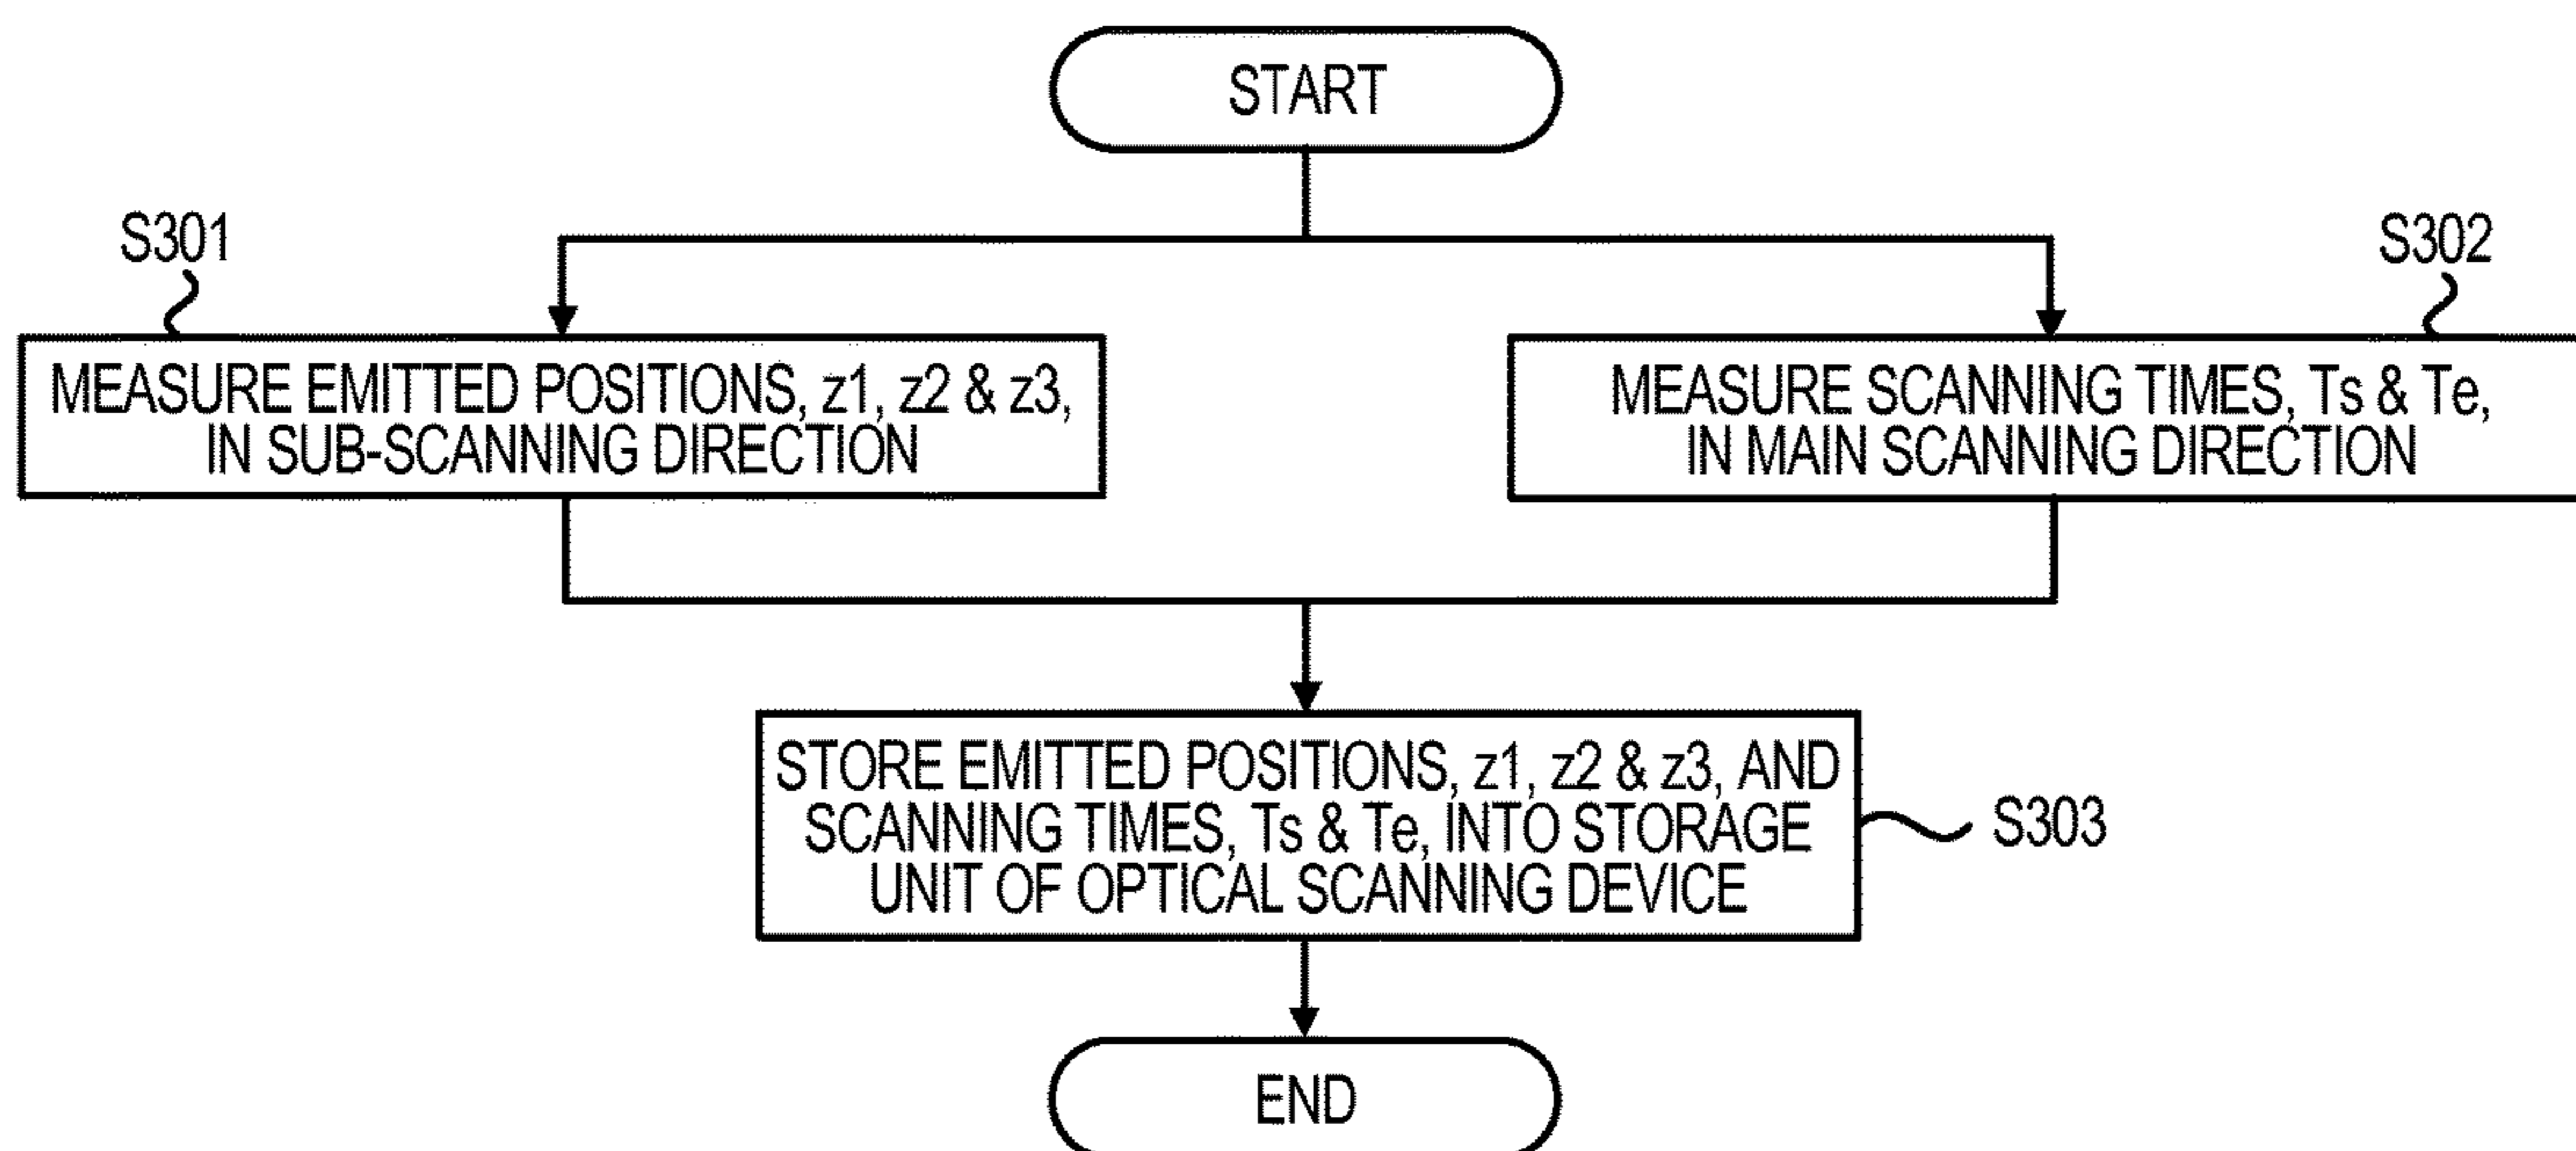 START
S301
S302
MEASURE EMITTED POSITIONS, z1, z2 & z3,
IN SUB-SCANNING DIRECTION
MEASURE SCANNING TIMES, Ts & Te,
IN MAIN SCANNING DIRECTION
STORE EMITTED POSITIONS, z1, z2 & z3, AND
SCANNING TIMES, Ts & Te, INTO STORAGE
UNIT OF OPTICAL SCANNING DEVICE
S303
END